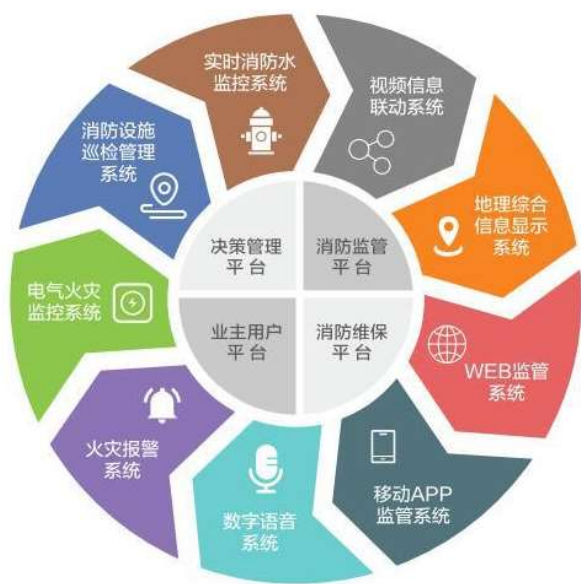 实时消防水
监控系统
视频信息
联动系统
地理综合
信息显示
系统
WEB监管
系统
移动APP
监管系统
数字语音
系统
火灾报警
系统
电气火灾
监控系统
消防设施
巡检管理
系统
决策管理
平台
消防监管
平台
业主用户
平台
消防维保
平台